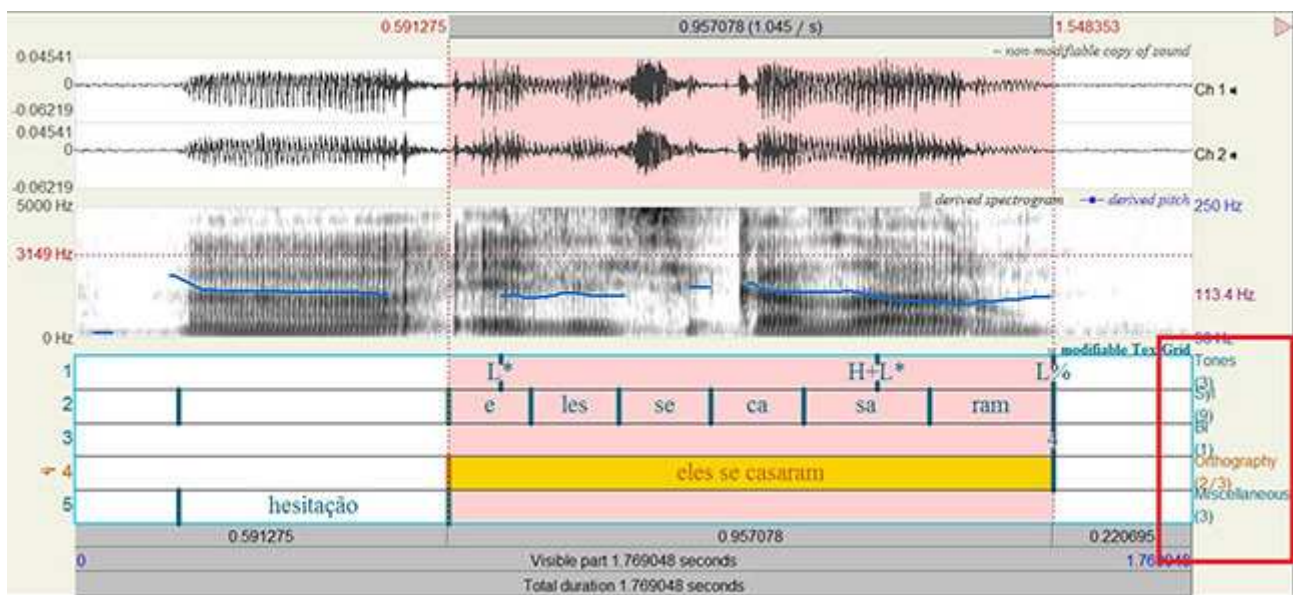 0.591275 0.957078 (1.045 / s) 1.548353
~ non-modifiable copy of sound
0.04541
0
-0.06219
Ch 1
0.04541
0
-0.06219
Ch 2
derived spectrogram derived pitch
5000 Hz 250 Hz
3149 Hz
113.4 Hz
0 Hz
modifiable TextGrid
1 L* H+L* L% Tones
(3)
2 e les se ca sa ram Syl
(9)
3 BI
(1)
4 eles se casaram Orthography
(2/3)
5 hesitação Miscellaneous
(3)
0.591275 0.957078 0.220695
0 Visible part 1.769048 seconds 1.769048
Total duration 1.769048 seconds